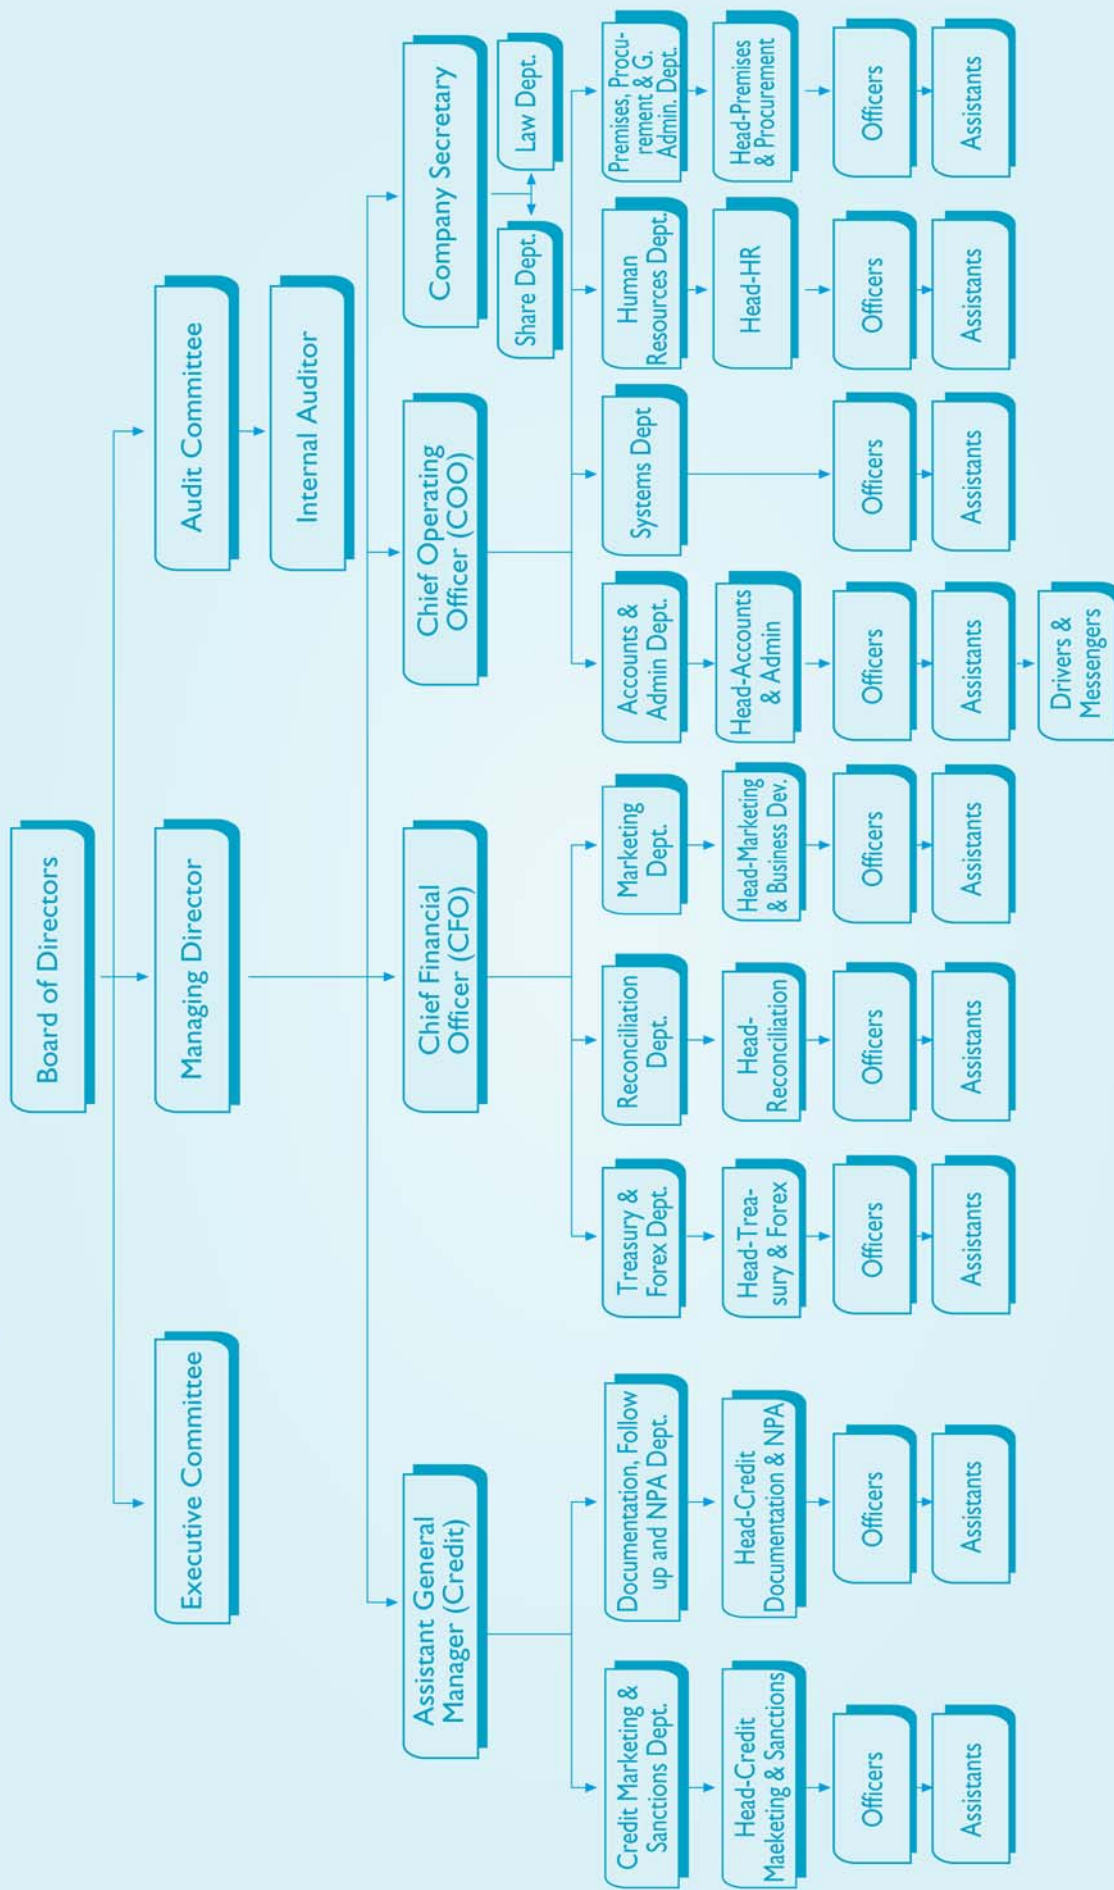 Board of Directors
Executive Committee
Managing Director
Audit Committee
Internal Auditor
Assistant General
Manager (Credit)
Chief Financial
Officer (CFO)
Chief Operating
Officer (COO)
Company Secretary
Share Dept.
Law Dept.
Credit Marketing &
Sanctions Dept.
Documentation, Follow
up and NPA Dept.
Treasury &
Forex Dept.
Reconciliation
Dept.
Marketing
Dept.
Accounts &
Admin Dept.
Systems Dept
Human
Resources Dept.
Premises, Procu-
rement & G.
Admin. Dept.
Head-Credit
Maeketing & Sanctions
Head-Credit
Documentation & NPA
Head-Trea-
sury & Forex
Head-
Reconciliation
Head-Marketing
& Business Dev.
Head-Accounts
& Admin
Head-HR
Head-Premises
& Procurement
Officers
Officers
Officers
Officers
Officers
Officers
Officers
Officers
Officers
Assistants
Assistants
Assistants
Assistants
Assistants
Assistants
Assistants
Assistants
Assistants
Drivers &
Messengers